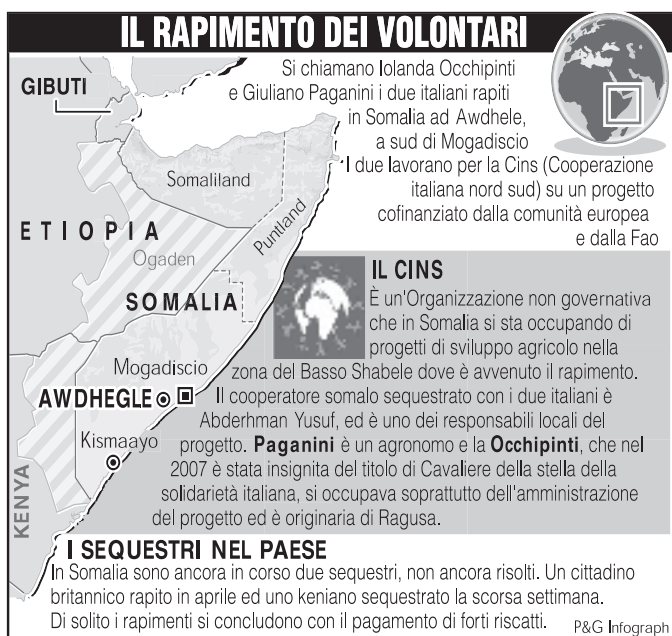 IL RAPIMENTO DEI VOLONTARI
Si chiamano Iolanda Occhipinti
e Giuliano Paganini i due italiani rapiti
in Somalia ad Awdhele,
a sud di Mogadiscio
I due lavorano per la Cins (Cooperazione
italiana nord sud) su un progetto
cofinanziato dalla comunità europea
e dalla Fao
GIBUTI
Somaliland
Puntland
ETIOPIA
Ogaden
SOMALIA
Mogadiscio
AWDHEGLE
Kismaayo
KENYA
IL CINS
È un'Organizzazione non governativa
che in Somalia si sta occupando di
progetti di sviluppo agricolo nella
zona del Basso Shabele dove è avvenuto il rapimento.
Il cooperatore somalo sequestrato con i due italiani è
Abderhman Yusuf, ed è uno dei responsabili locali del
progetto. Paganini è un agronomo e la Occhipinti, che nel
2007 è stata insignita del titolo di Cavaliere della stella della
solidarietà italiana, si occupava soprattutto dell'amministrazione
del progetto ed è originaria di Ragusa.
I SEQUESTRI NEL PAESE
In Somalia sono ancora in corso due sequestri, non ancora risolti. Un cittadino
britannico rapito in aprile ed uno keniano sequestrato la scorsa settimana.
Di solito i rapimenti si concludono con il pagamento di forti riscatti.
P&G Infograph